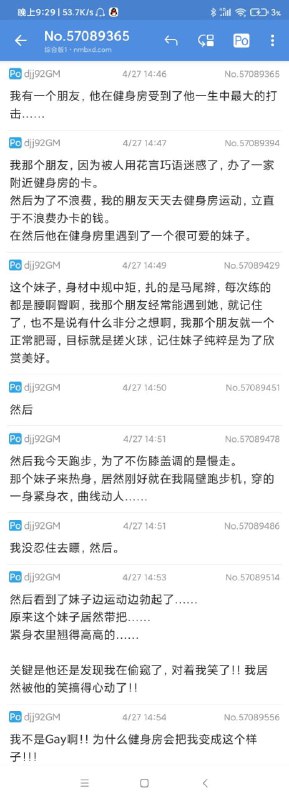 晚上9:29 | 53.7K/s
3%
No.57089365
综合版1 - nmbxd.com
Po
Po djj92GM 4/27 14:46 No.57089365
我有一个朋友，他在健身房受到了他一生中最大的打
击……
Po djj92GM 4/27 14:47 No.57089394
我那个朋友，因为被人用花言巧语迷惑了，办了一家
附近健身房的卡。
然后为了不浪费，我的朋友天天去健身房运动，立直
于不浪费办卡的钱。
在然后他在健身房里遇到了一个很可爱的妹子。
Po djj92GM 4/27 14:49 No.57089429
这个妹子，身材中规中矩，扎的是马尾辫，每次练的
都是腰啊臀啊，我那个朋友经常能遇到她，就记住
了，也不是说有什么非分之想啊，我那个朋友就一个
正常肥哥，目标就是搓火球，记住妹子纯粹是为了欣
赏美好。
Po djj92GM 4/27 14:50 No.57089451
然后
Po djj92GM 4/27 14:51 No.57089478
然后我今天跑步，为了不伤膝盖调的是慢走。
那个妹子来热身，居然刚好就在我隔壁跑步机，穿的
一身紧身衣，曲线动人……
Po djj92GM 4/27 14:51 No.57089486
我没忍住去瞟，然后。
Po djj92GM 4/27 14:53 No.57089514
然后看到了妹子边运动边勃起了……
原来这个妹子居然带把……
紧身衣里翘得高高的……
关键是他还是发现我在偷窥了，对着我笑了!! 我居
然被他的笑搞得心动了!!
Po djj92GM 4/27 14:54 No.57089556
我不是Gay啊!! 为什么健身房会把我变成这个样
子!!!